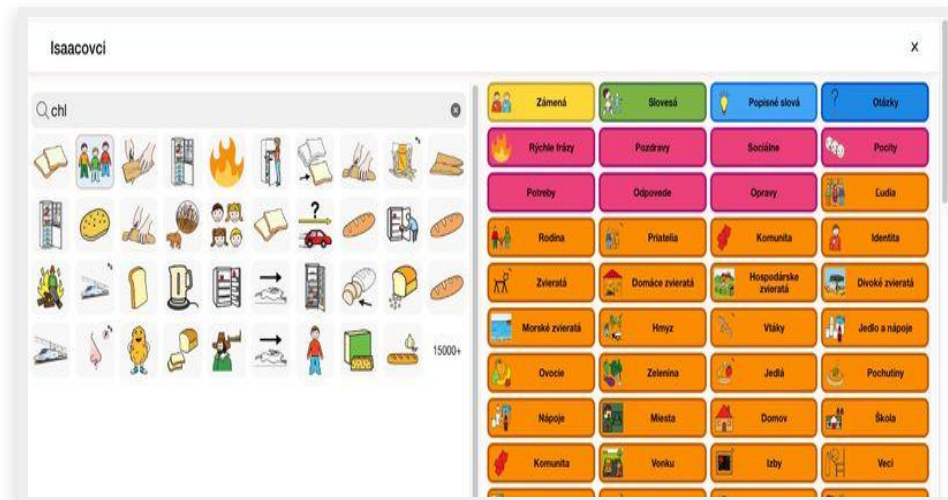 Isaacovci
x
chl
15000+
Zámená Slovesá Popisné slová Otázky
Rýchle frázy Pozdravy Sociálne Pocity
Potreby Odpovede Opravy Ľudia
Rodina Priatelia Komunita Identita
Zvieratá Domáce zvieratá Hospodárske zvieratá Divoké zvieratá
Morské zvieratá Hmyz Vtáky Jedlo a nápoje
Ovocie Zelenina Jedlá Pochutiny
Nápoje Miesta Domov Škola
Komunita Vonku Izby Veci